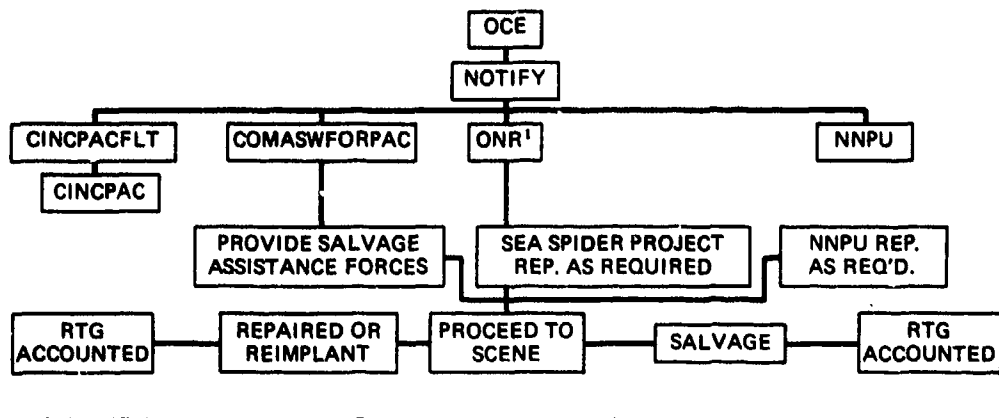 OCE
NOTIFY
CINCPACFLT
COMASWFORPAC
ONR¹
NNPU
CINCPAC
PROVIDE SALVAGE
ASSISTANCE FORCES
SEA SPIDER PROJECT
REP. AS REQUIRED
NNPU REP.
AS REQ'D.
RTG
ACCOUNTED
REPAIRED OR
REIMPLANT
PROCEED TO
SCENE
SALVAGE
RTG
ACCOUNTED